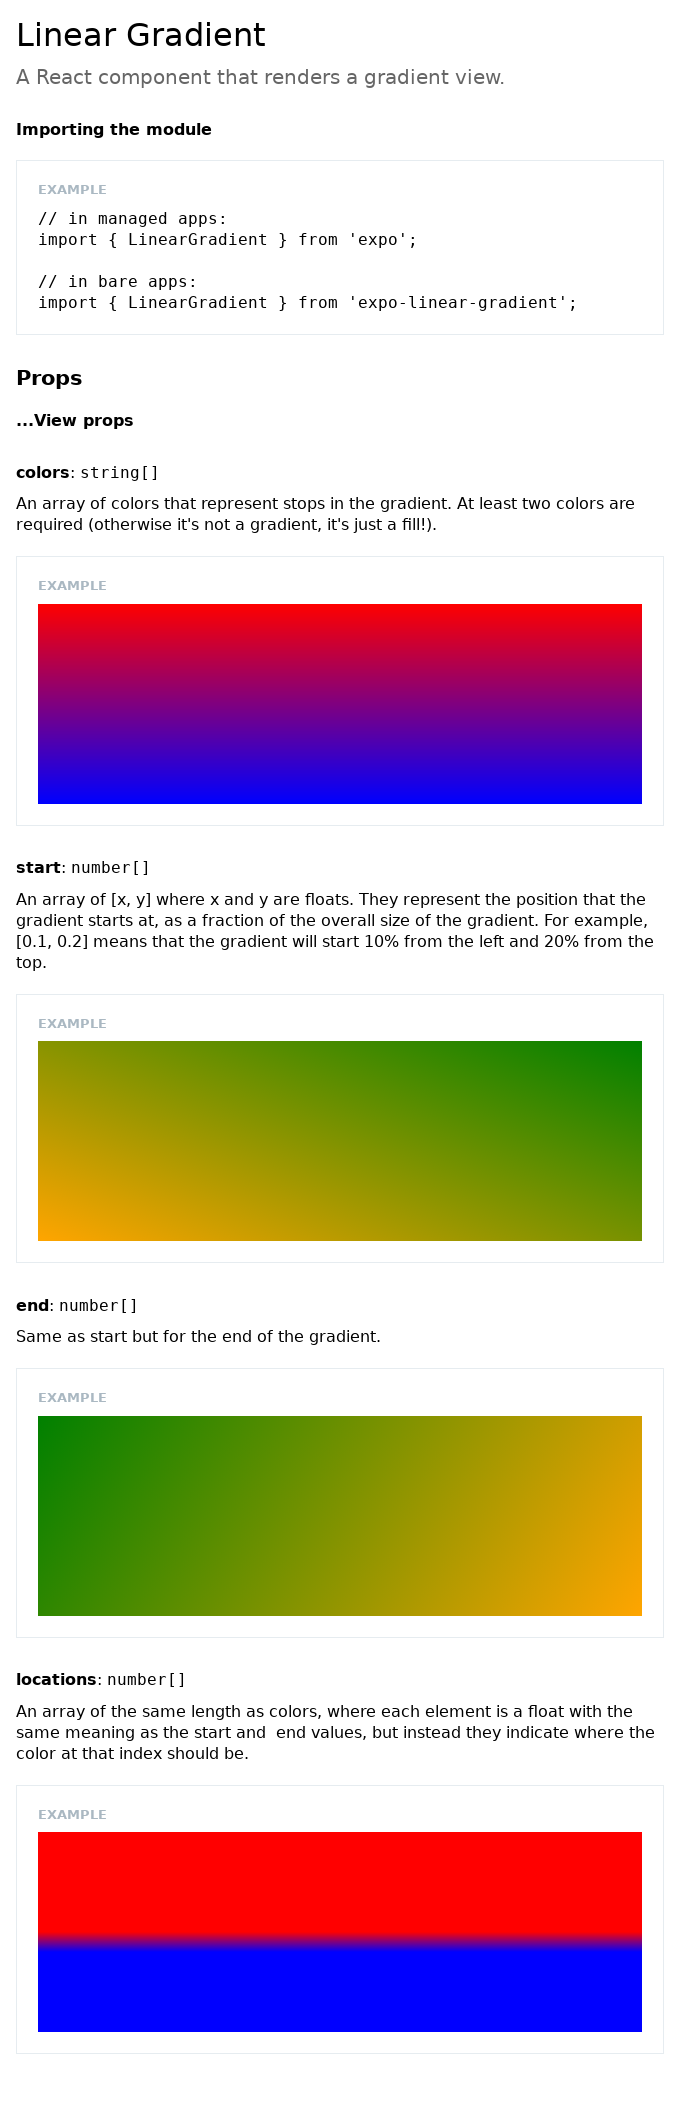 Linear Gradient
A React component that renders a gradient view.
Importing the module
EXAMPLE
// in managed apps:
import { LinearGradient } from 'expo';
// in bare apps:
import { LinearGradient } from 'expo-linear-gradient';
Props
...View props
colors: string[]
An array of colors that represent stops in the gradient. At least two colors are
required (otherwise it's not a gradient, it's just a fill!).
EXAMPLE
start: number[]
An array of [x, y] where x and y are floats. They represent the position that the
gradient starts at, as a fraction of the overall size of the gradient. For example,
[0.1, 0.2] means that the gradient will start 10% from the left and 20% from the
top.
EXAMPLE
end: number[]
Same as start but for the end of the gradient.
EXAMPLE
locations: number[]
An array of the same length as colors, where each element is a float with the
same meaning as the start and  end values, but instead they indicate where the
color at that index should be.
EXAMPLE